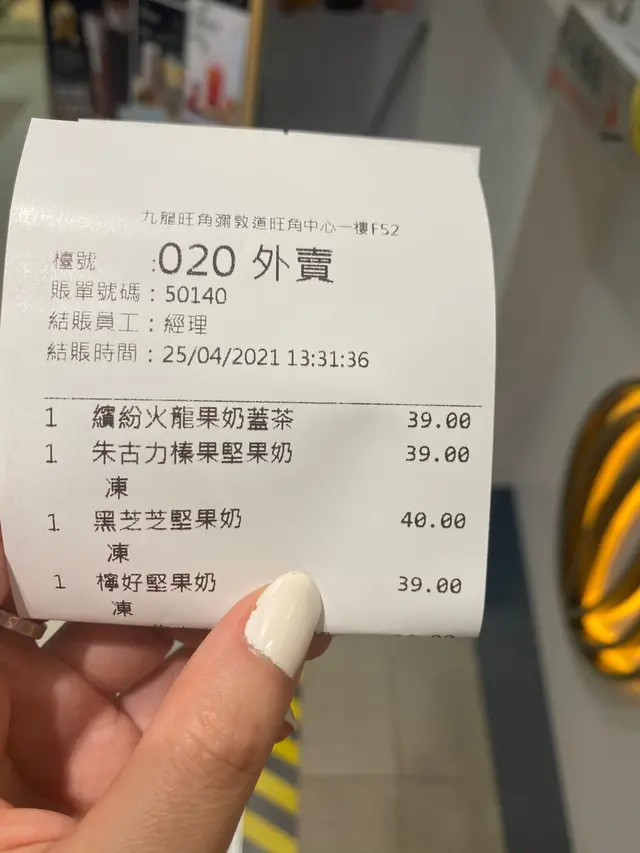 九龍旺角彌敦道旺角中心一樓F52
檯號 :020 外賣
賬單號碼：50140
結賬員工：經理
結賬時間：25/04/2021 13:31:36
1 繽紛火龍果奶蓋茶 39.00
1 朱古力榛果堅果奶 39.00
凍
1 黑芝芝堅果奶 40.00
凍
1 檸好堅果奶 39.00
凍